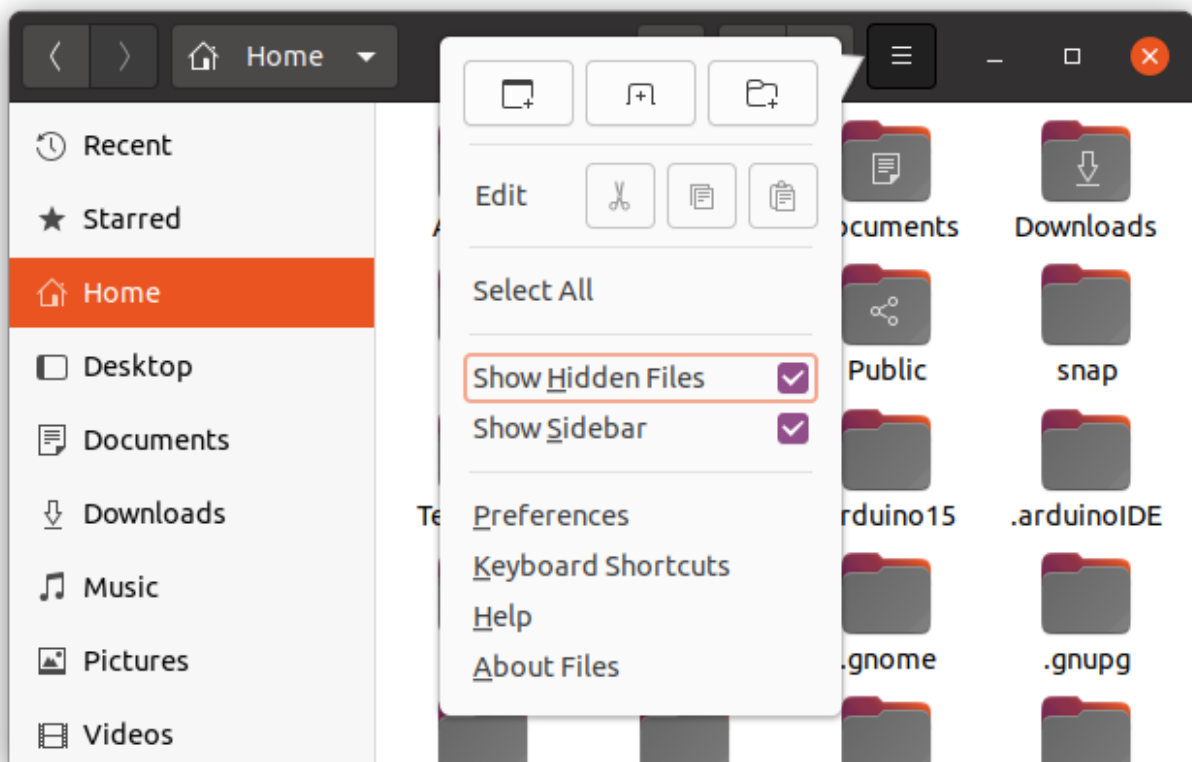 Home
Recent
Starred
Home
Desktop
Documents
Downloads
Music
Pictures
Videos
Edit
Select All
Show Hidden Files
Show Sidebar
Preferences
Keyboard Shortcuts
Help
About Files
Downloads
Public
snap
.arduinoIDE
.gnome
.gnupg